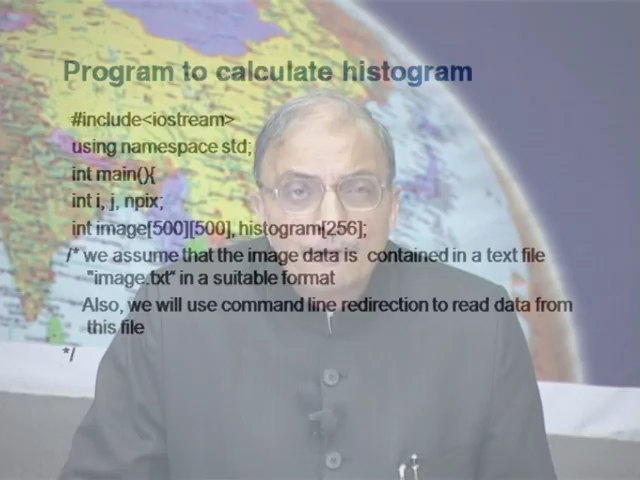 Program to calculate histogram
#include<iostream>
using namespace std;
int main(){
int i, j, npix;
int image[500][500], histogram[256];
/* we assume that the image data is contained in a text file
"image.txt" in a suitable format
Also, we will use command line redirection to read data from
this file
*/